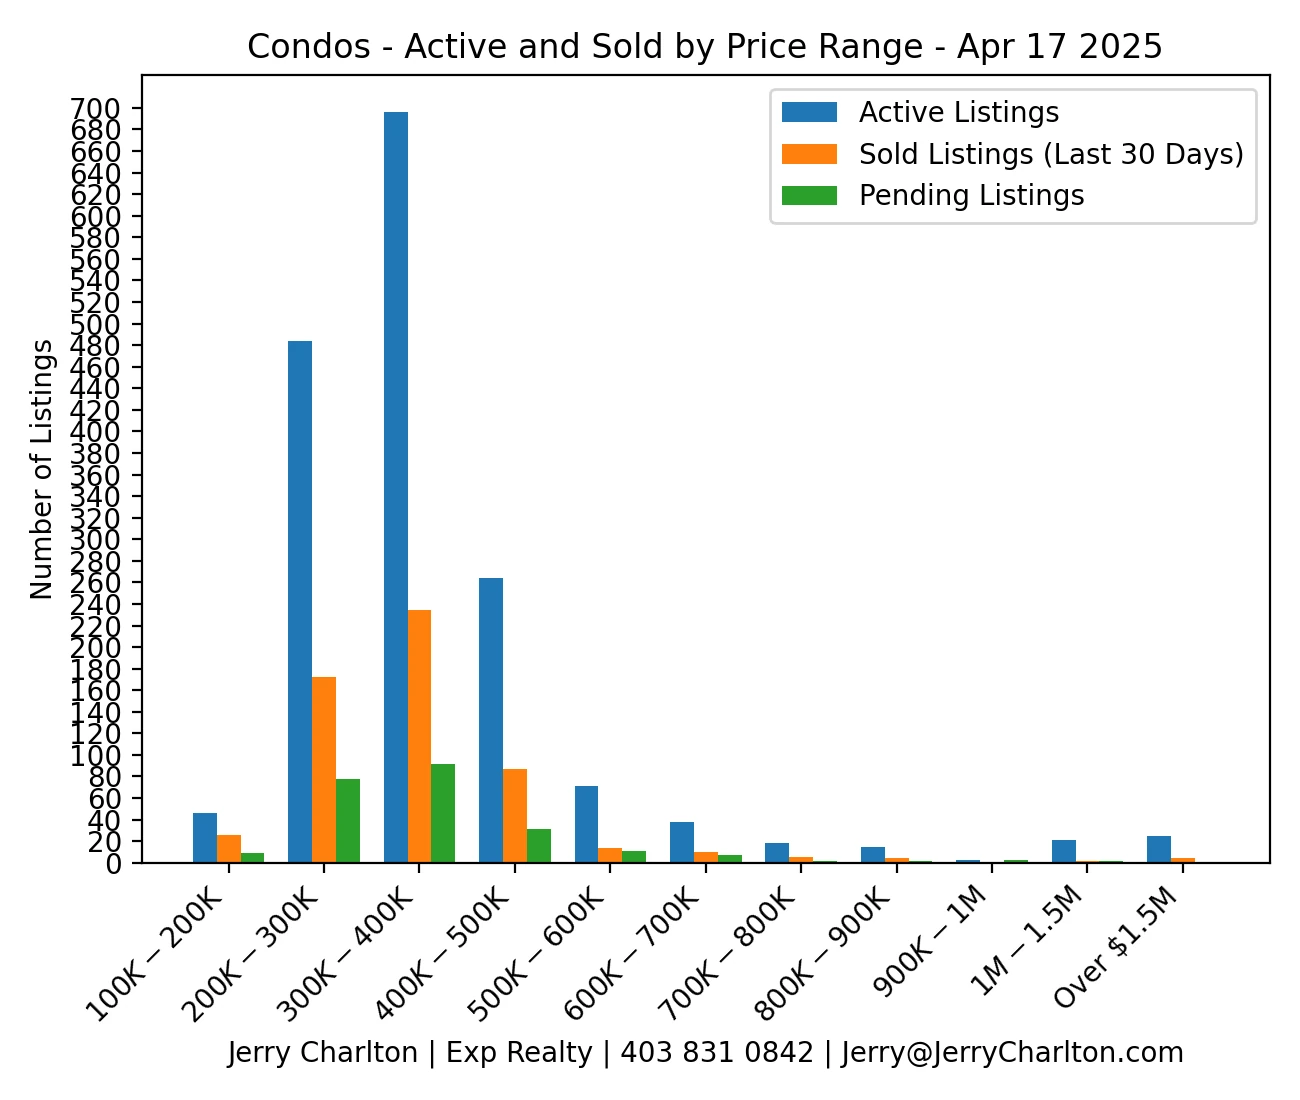 Condos - Active and Sold by Price Range - Apr 17 2025
Active Listings
Sold Listings (Last 30 Days)
Pending Listings
Number of Listings
700
680
660
640
620
600
580
560
540
520
500
480
460
440
420
400
380
360
340
320
300
280
260
240
220
200
180
160
140
120
100
80
60
40
20
0
100K − 200K
200K − 300K
300K − 400K
400K − 500K
500K − 600K
600K − 700K
700K − 800K
800K − 900K
900K − 1M
1M − 1.5M
Over $1.5M
Jerry Charlton | Exp Realty | 403 831 0842 | Jerry@JerryCharlton.com